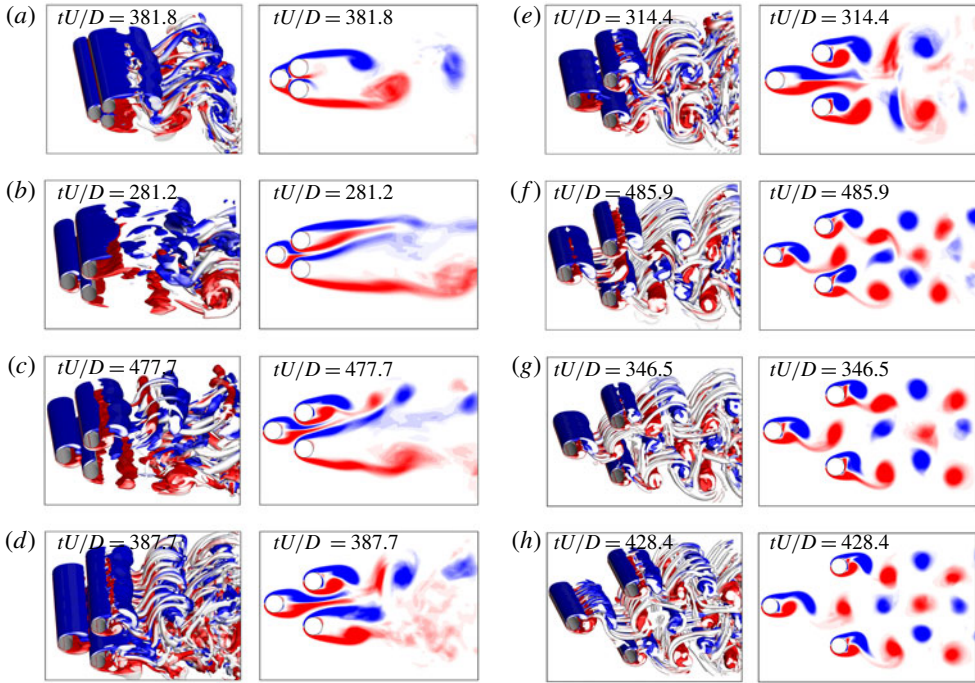 (a) tU/D = 381.8 tU/D = 381.8
(e) tU/D = 314.4 tU/D = 314.4
(b) tU/D = 281.2 tU/D = 281.2
(f) tU/D = 485.9 tU/D = 485.9
(c) tU/D = 477.7 tU/D = 477.7
(g) tU/D = 346.5 tU/D = 346.5
(d) tU/D = 387.7 tU/D = 387.7
(h) tU/D = 428.4 tU/D = 428.4